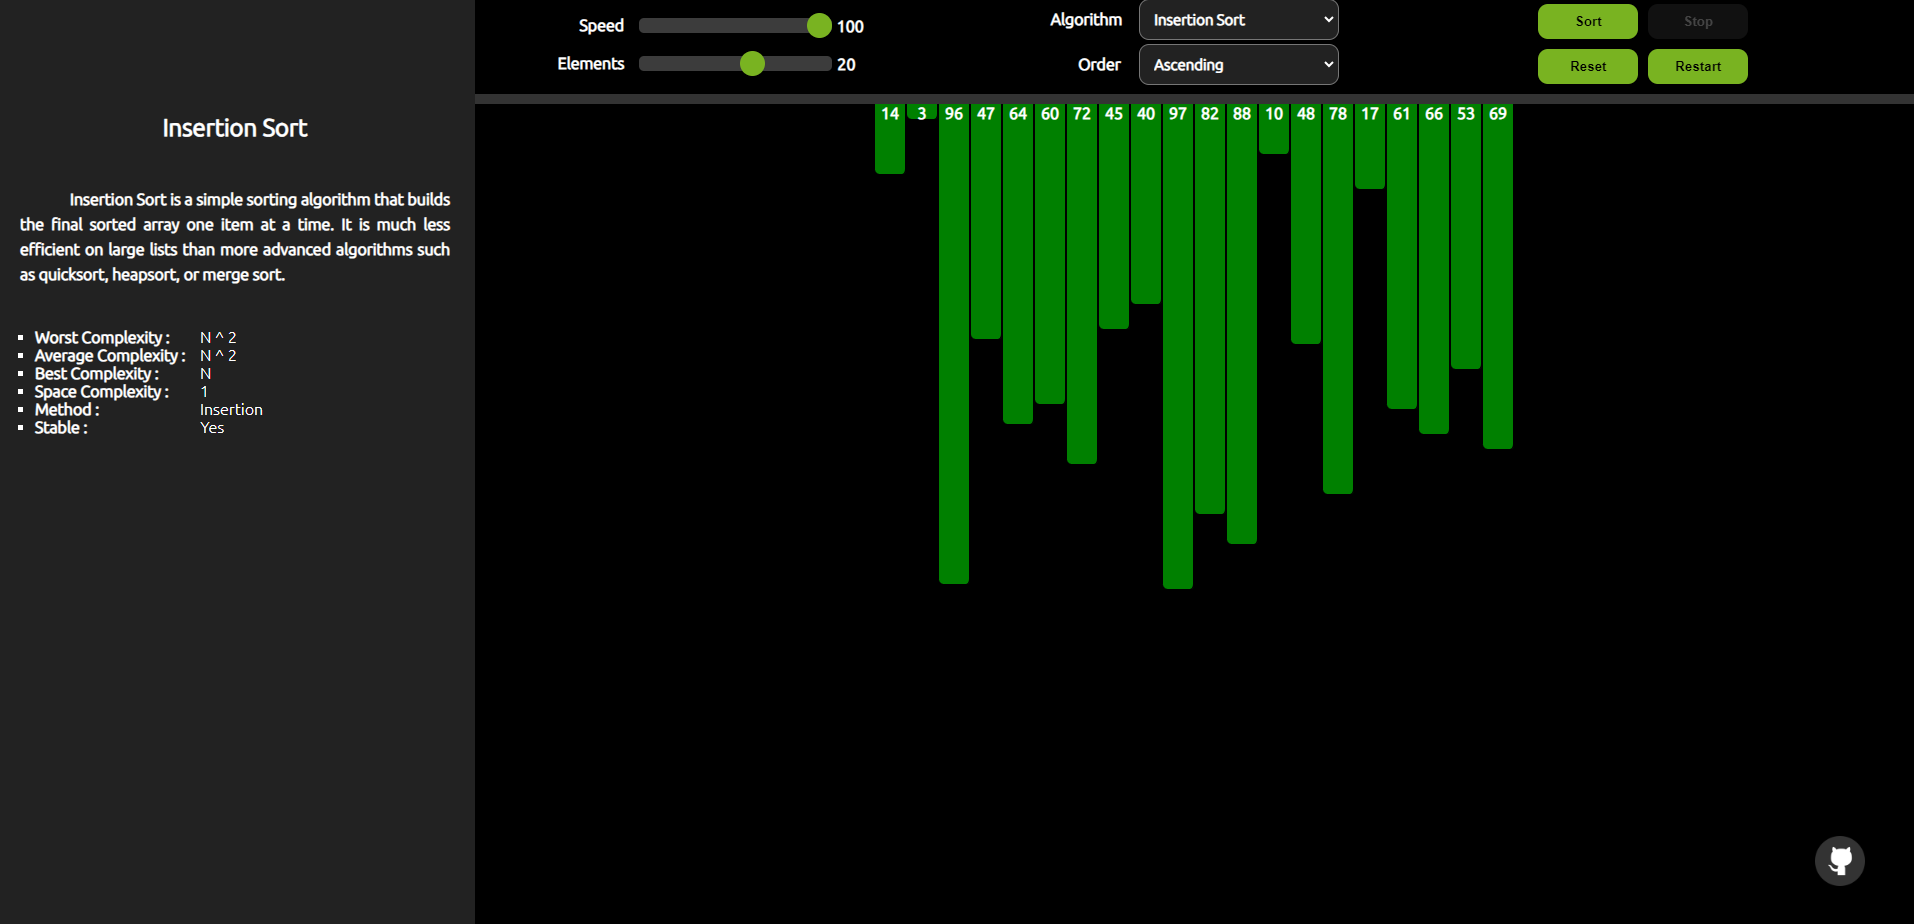 Speed 100 Algorithm Insertion Sort Sort Stop
Elements 20 Order Ascending Reset Restart
Insertion Sort
Insertion Sort is a simple sorting algorithm that builds
the final sorted array one item at a time. It is much less
efficient on large lists than more advanced algorithms such
as quicksort, heapsort, or merge sort.
Worst Complexity : N ^ 2
Average Complexity : N ^ 2
Best Complexity : N
Space Complexity : 1
Method : Insertion
Stable : Yes
14 3 96 47 64 60 72 45 40 97 82 88 10 48 78 17 61 66 53 69